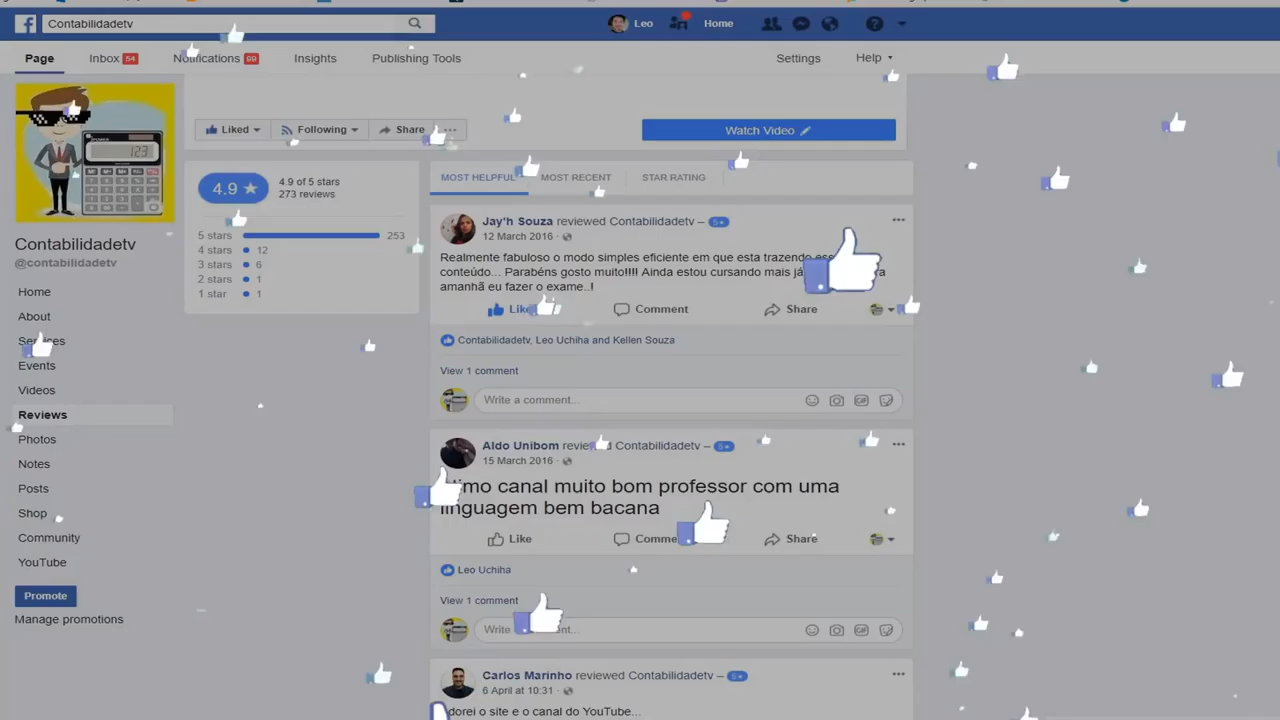 Contabilidadetv
Leo
Home
Page
Inbox 54
Notifications 99
Insights
Publishing Tools
Settings
Help
Liked
Following
Share
Watch Video
123
4.9
4.9 of 5 stars
273 reviews
5 stars 253
4 stars 12
3 stars 6
2 stars 1
1 star 1
MOST HELPFUL
MOST RECENT
STAR RATING
Contabilidadetv
@contabilidadetv
Home
About
Services
Events
Videos
Reviews
Photos
Notes
Posts
Shop
Community
YouTube
Promote
Manage promotions
Jay'h Souza reviewed Contabilidadetv – 5★
12 March 2016
Realmente fabuloso o modo simples eficiente em que esta trazendo
conteúdo... Parabéns gosto muito!!!! Ainda estou cursando mais já
amanhã eu fazer o exame..!
Comment
Share
Contabilidadetv, Leo Uchiha and Kellen Souza
View 1 comment
Write a comment...
Aldo Unibom Contabilidadetv – 5★
15 March 2016
canal muito bom professor com uma
linguagem bem bacana
Like
Share
Leo Uchiha
View 1 comment
Write
Carlos Marinho reviewed Contabilidadetv – 5★
6 April at 10:31
o site e o canal do YouTube...